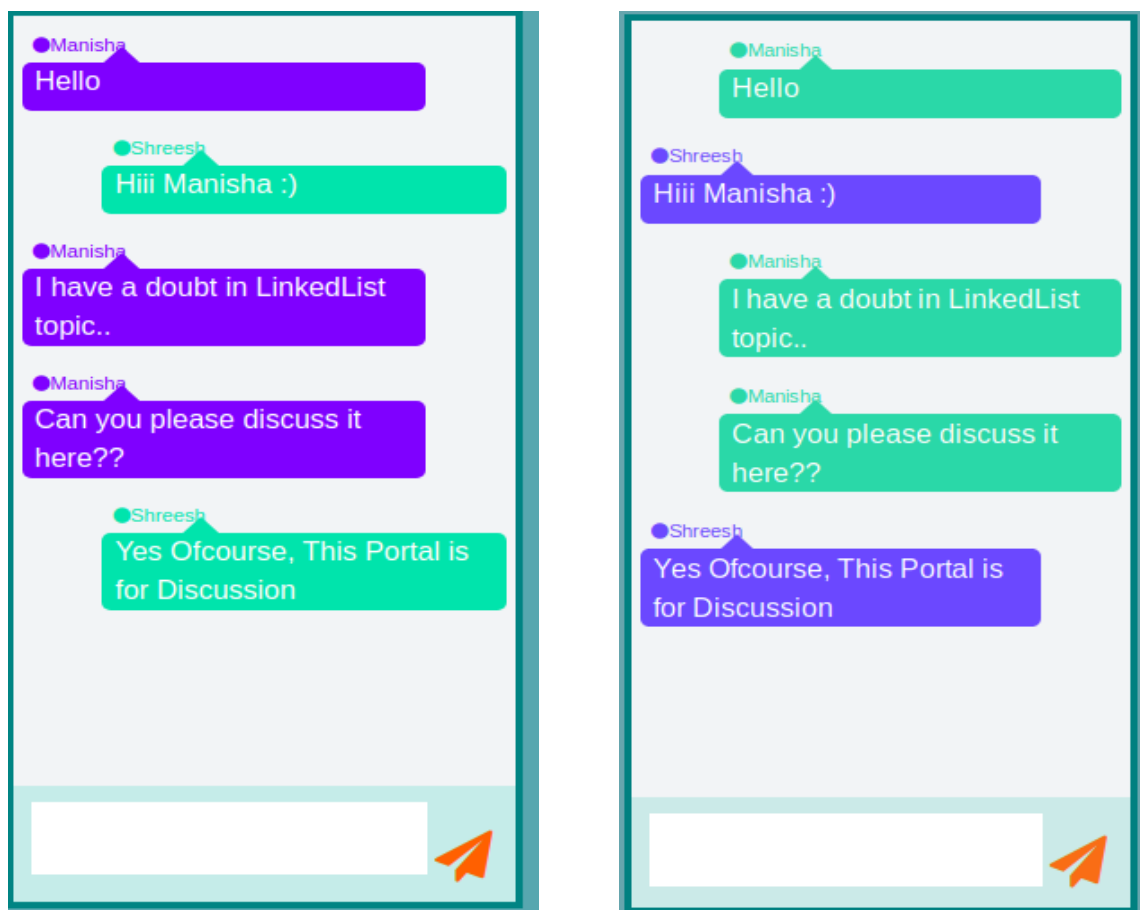 Manisha
Hello
Shreesh
Hiii Manisha :)
Manisha
I have a doubt in LinkedList
topic..
Manisha
Can you please discuss it
here??
Shreesh
Yes Ofcourse, This Portal is
for Discussion
Manisha
Hello
Shreesh
Hiii Manisha :)
Manisha
I have a doubt in LinkedList
topic..
Manisha
Can you please discuss it
here??
Shreesh
Yes Ofcourse, This Portal is
for Discussion